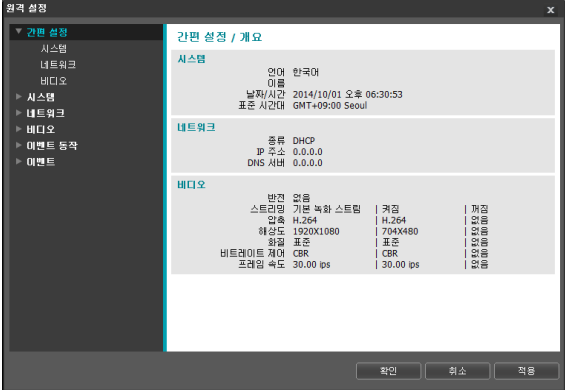 원격 설정
x
간편 설정
시스템
네트워크
비디오
시스템
네트워크
비디오
이벤트 동작
이벤트
간편 설정 / 개요
시스템
언어 한국어
이름
날짜/시간 2014/10/01 오후 06:30:53
표준 시간대 GMT+09:00 Seoul
네트워크
종류 DHCP
IP 주소 0.0.0.0
DNS 서버 0.0.0.0
비디오
반전 없음
스트리밍 기본 녹화 스트림 | 켜짐 | 꺼짐
압축 H.264 | H.264 | 없음
해상도 1920X1080 | 704X480 | 없음
화질 표준 | 표준 | 없음
비트레이트 제어 CBR | CBR | 없음
프레임 속도 30.00 ips | 30.00 ips | 없음
확인 취소 적용